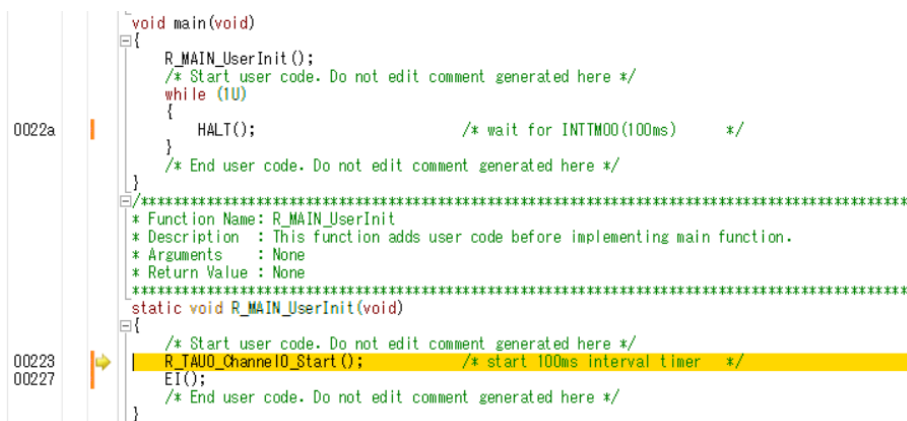 void main(void)
{
R_MAIN_UserInit();
/* Start user code. Do not edit comment generated here */
while (1U)
{
0022a HALT(); /* wait for INTTM00(100ms) */
}
/* End user code. Do not edit comment generated here */
}
/***********************************************************************************************
* Function Name: R_MAIN_UserInit
* Description : This function adds user code before implementing main function.
* Arguments : None
* Return Value : None
************************************************************************************************
static void R_MAIN_UserInit(void)
{
/* Start user code. Do not edit comment generated here */
00223 R_TAU0_Channel0_Start(); /* start 100ms interval timer */
00227 EI();
/* End user code. Do not edit comment generated here */
}